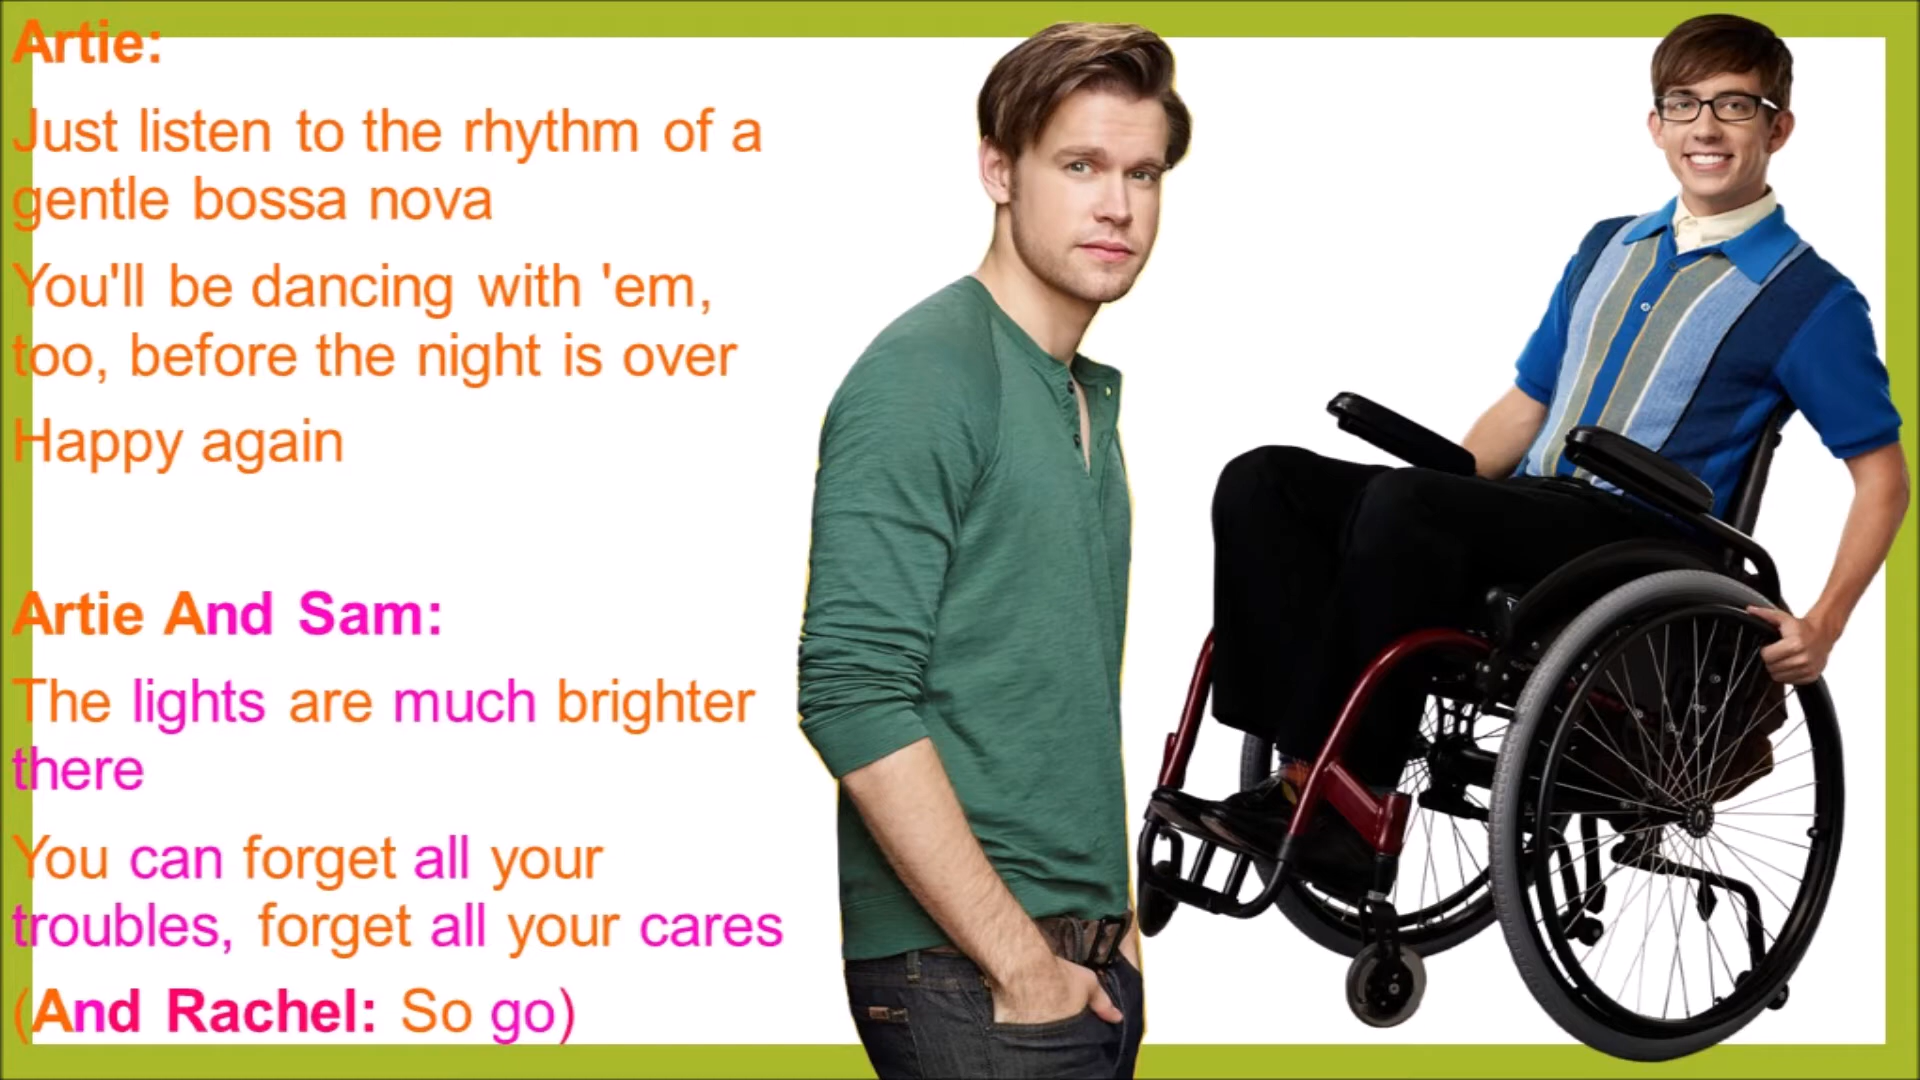 Artie:
Just listen to the rhythm of a
gentle bossa nova
You'll be dancing with 'em,
too, before the night is over
Happy again
Artie And Sam:
The lights are much brighter
there
You can forget all your
troubles, forget all your cares
(And Rachel: So go)